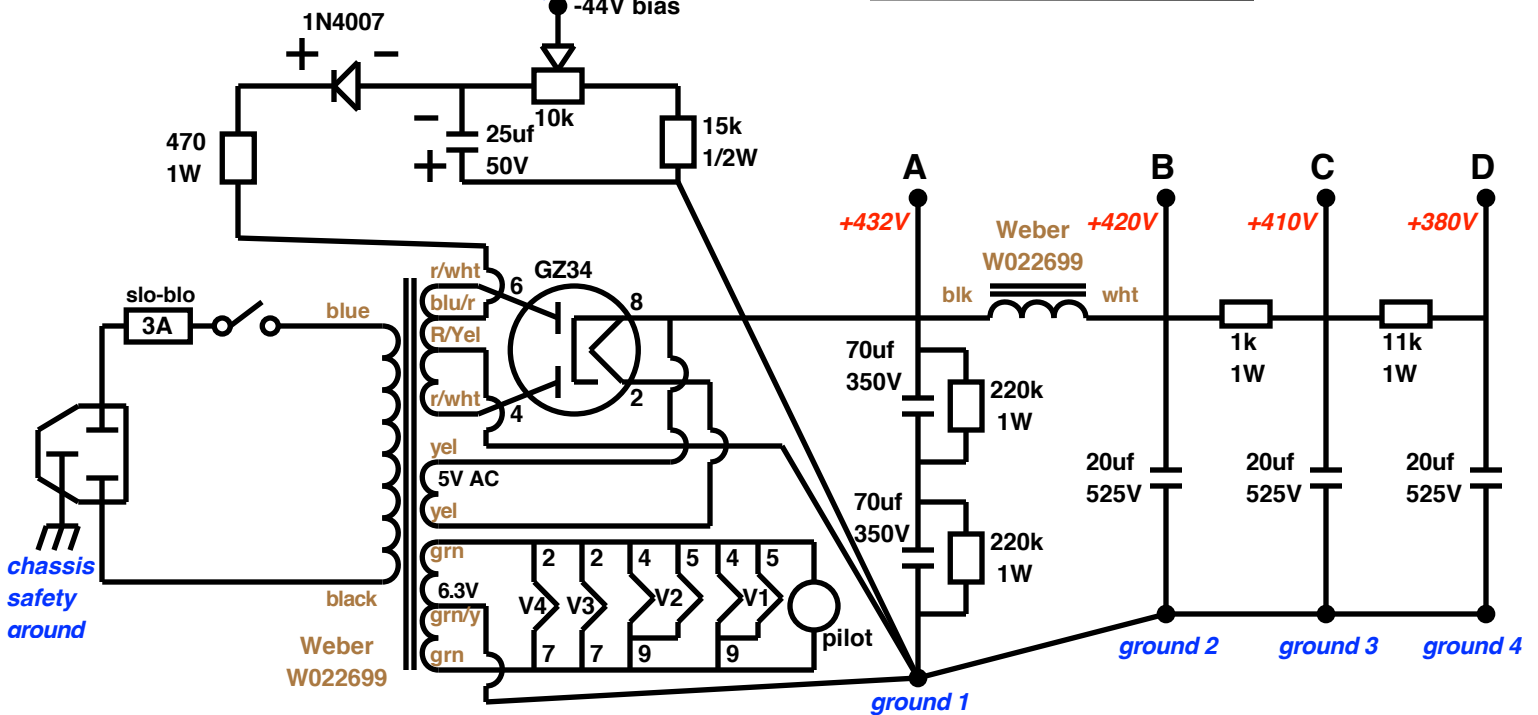 -44V bias
1N4007
+ -
10k
470
1W
-
+
25uf
50V
15k
1/2W
A
B
C
D
+432V
+420V
+410V
+380V
Weber
W022699
blk
wht
r/wht
6
GZ34
8
blu/r
R/Yel
r/wht
4
2
slo-blo
3A
blue
1k
1W
11k
1W
70uf
350V
220k
1W
yel
5V AC
yel
20uf
525V
20uf
525V
20uf
525V
70uf
350V
220k
1W
grn
2
2
4
5
4
5
6.3V
V4
V3
V2
V1
grn/y
grn
7
7
9
9
pilot
chassis
safety
ground
black
Weber
W022699
ground 1
ground 2
ground 3
ground 4